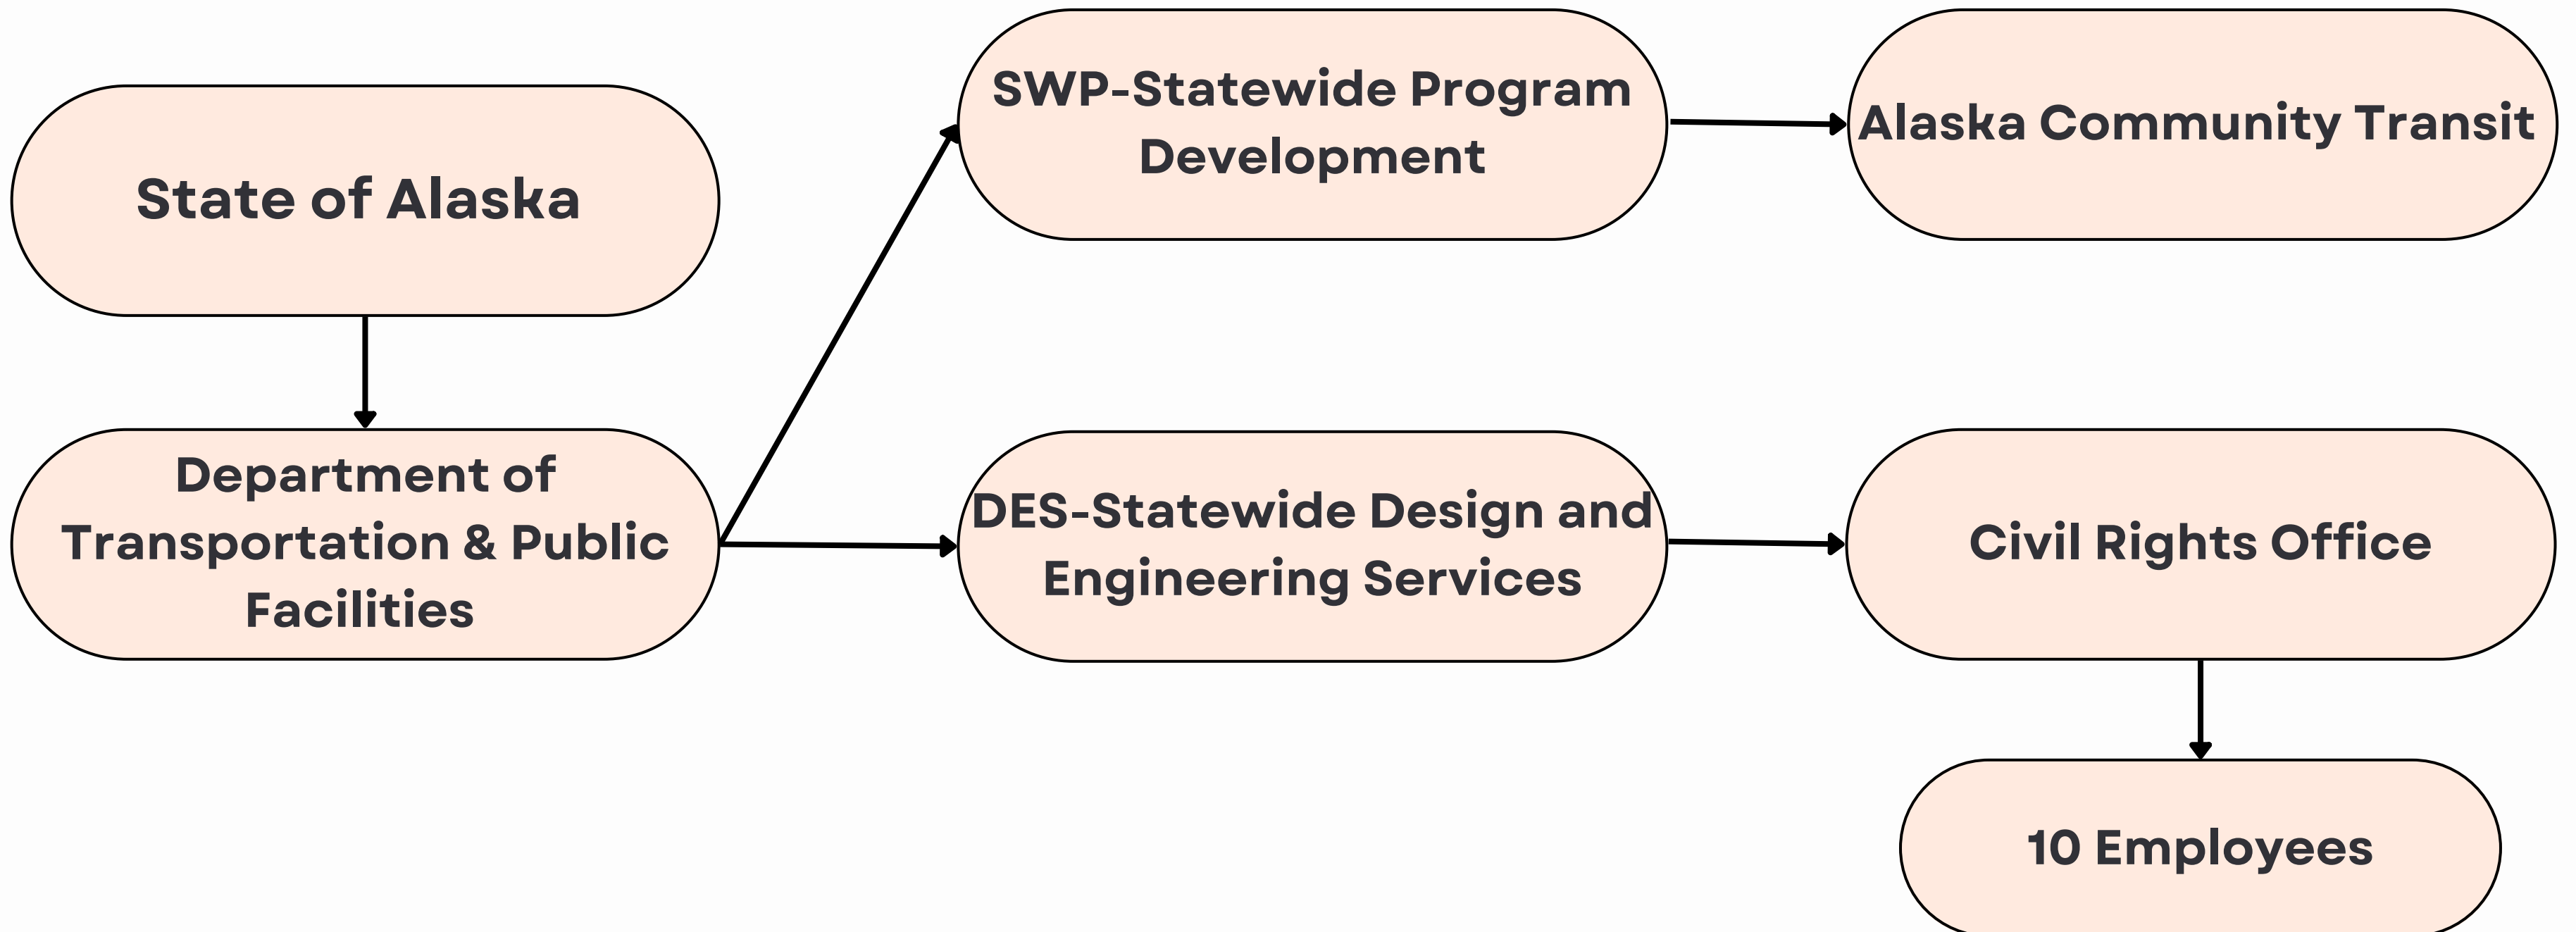 State of Alaska
Department of
Transportation & Public
Facilities
SWP-Statewide Program
Development
Alaska Community Transit
DES-Statewide Design and
Engineering Services
Civil Rights Office
10 Employees